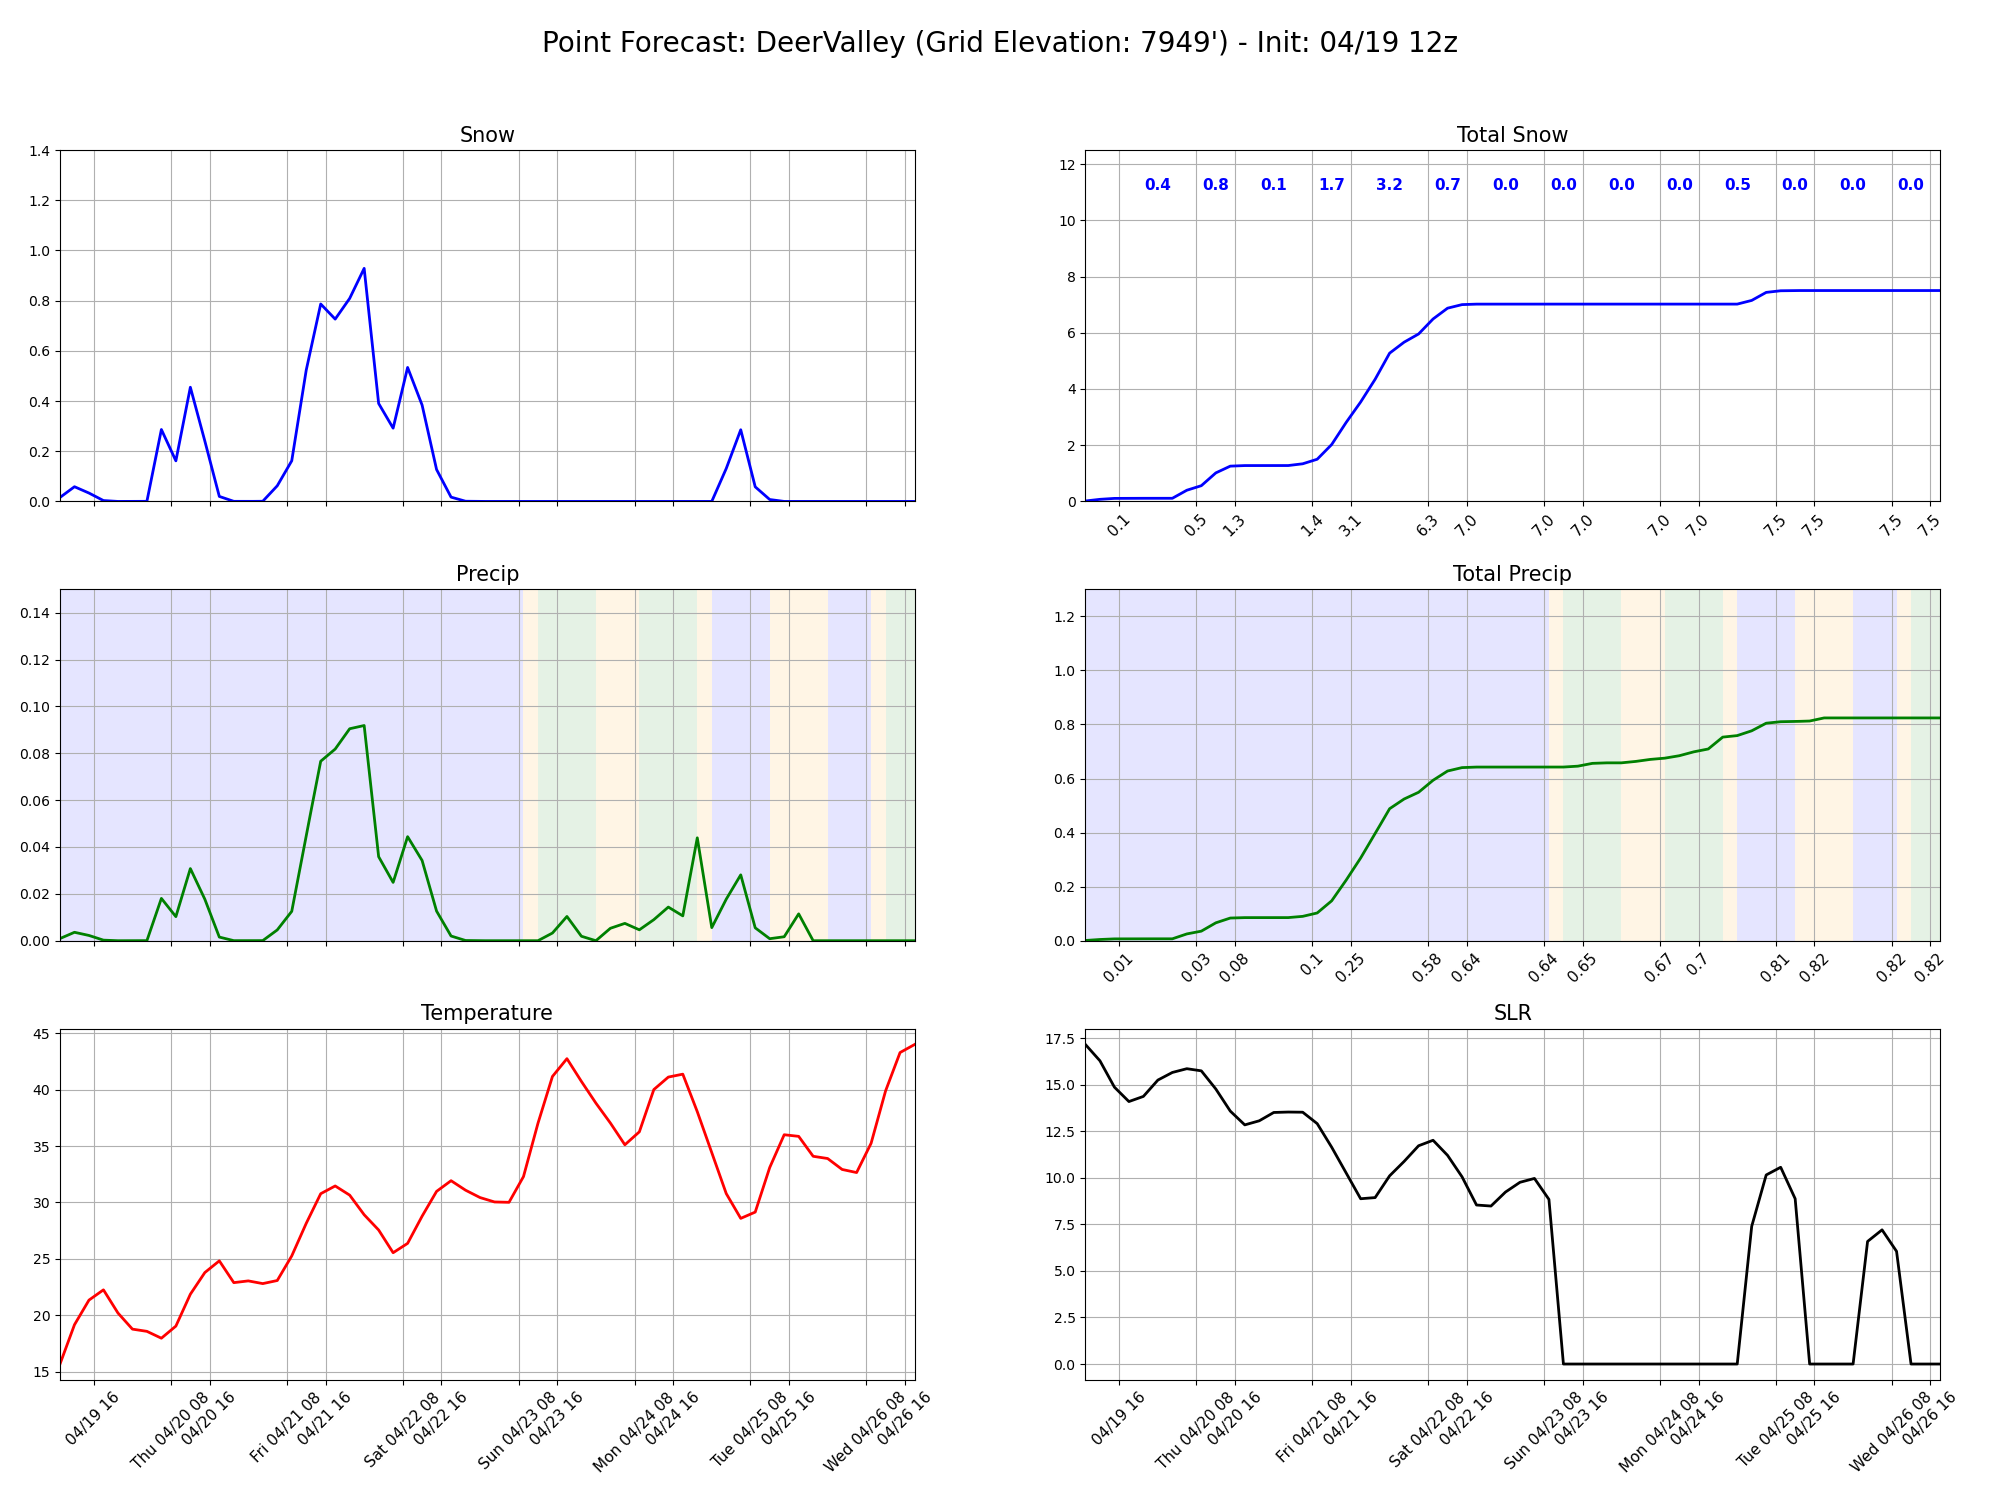 Point Forecast: DeerValley (Grid Elevation: 7949') - Init: 04/19 12z
Snow
1.4
1.2
1.0
0.8
0.6
0.4
0.2
0.0
Total Snow
12
10
8
6
4
2
0
0.4 0.8 0.1 1.7 3.2 0.7 0.0 0.0 0.0 0.0 0.5 0.0 0.0 0.0
0.1 0.5 1.3 1.4 3.1 6.3 7.0 7.0 7.0 7.0 7.0 7.5 7.5 7.5 7.5
Precip
0.14
0.12
0.10
0.08
0.06
0.04
0.02
0.00
Total Precip
1.2
1.0
0.8
0.6
0.4
0.2
0.0
0.01 0.03 0.08 0.1 0.25 0.58 0.64 0.64 0.65 0.67 0.7 0.81 0.82 0.82 0.82
Temperature
45
40
35
30
25
20
15
04/19 16
Thu 04/20 08
04/20 16
Fri 04/21 08
04/21 16
Sat 04/22 08
04/22 16
Sun 04/23 08
04/23 16
Mon 04/24 08
04/24 16
Tue 04/25 08
04/25 16
Wed 04/26 08
04/26 16
SLR
17.5
15.0
12.5
10.0
7.5
5.0
2.5
0.0
04/19 16
Thu 04/20 08
04/20 16
Fri 04/21 08
04/21 16
Sat 04/22 08
04/22 16
Sun 04/23 08
04/23 16
Mon 04/24 08
04/24 16
Tue 04/25 08
04/25 16
Wed 04/26 08
04/26 16